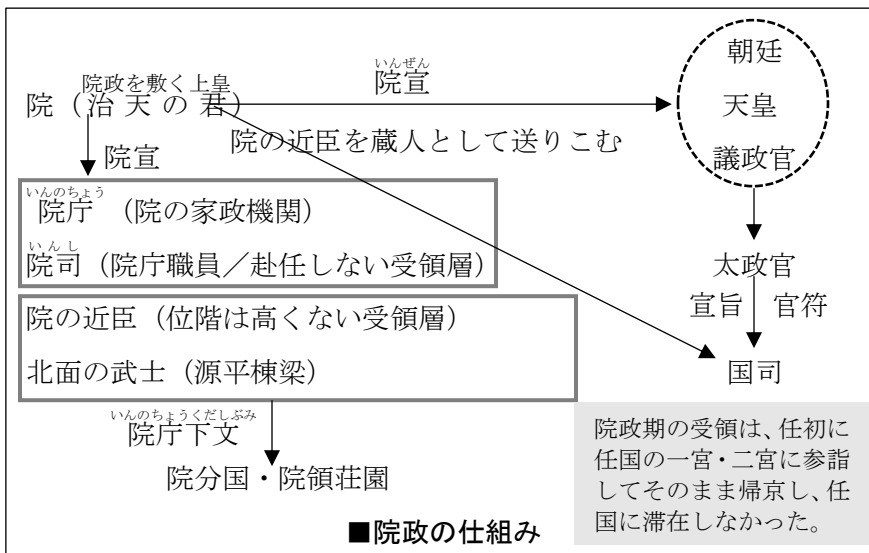 院政を敷く上皇
院（治天の君）
いんぜん
院宣
院の近臣を蔵人として送りこむ
院宣
朝廷
天皇
議政官
いんのちょう
院庁（院の家政機関）
いんし
院司（院庁職員／赴任しない受領層）
院の近臣（位階は高くない受領層）
北面の武士（源平棟梁）
太政官
宣旨 官符
国司
いんのちょうくだしぶみ
院庁下文
院分国・院領荘園
院政期の受領は、任初に
任国の一宮・二宮に参詣
してそのまま帰京し、任
国に滞在しなかった。
■院政の仕組み